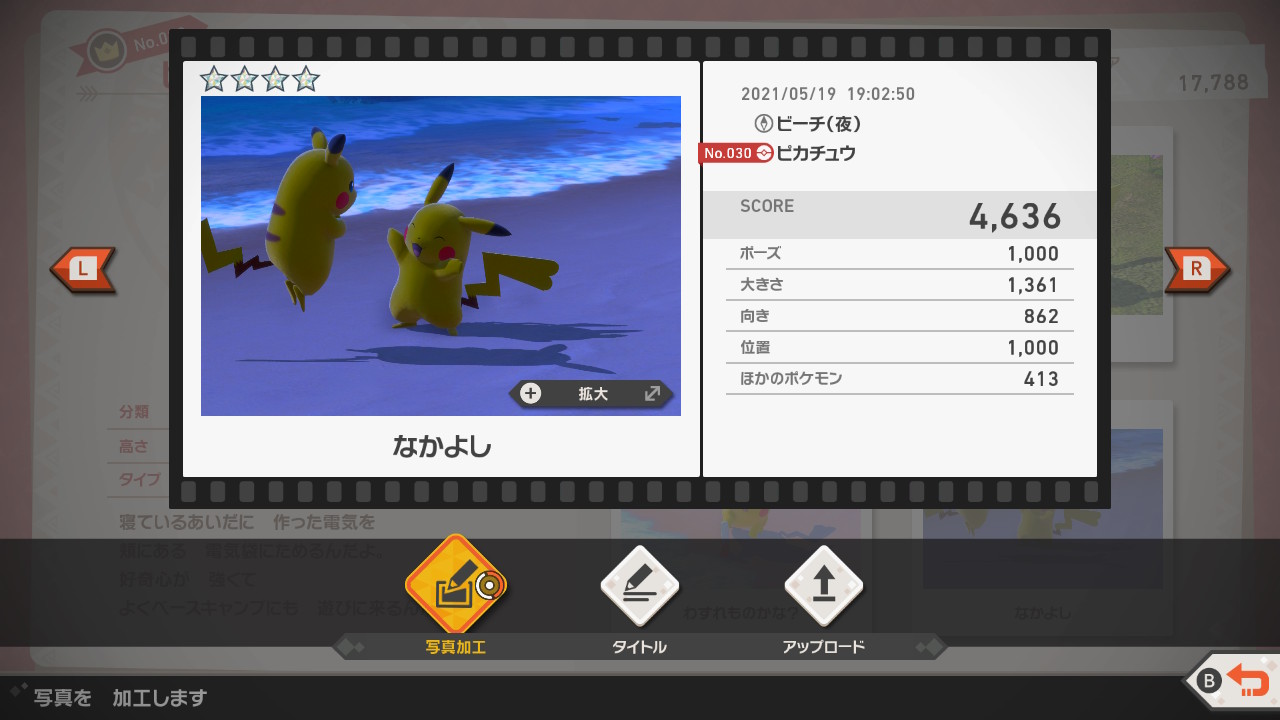 No.0
17,788
2021/05/19 19:02:50
ビーチ(夜)
No.030 ピカチュウ
SCORE
4,636
ポーズ 1,000
大きさ 1,361
向き 862
位置 1,000
ほかのポケモン 413
L
R
+ 拡大
なかよし
分類
高さ
タイプ
寝ているあいだに 作った電気を
頬にある 電気袋にためるんだよ。
好奇心が 強くて
よくベースキャンプにも 遊びに来る
わすれものかな?
なかよし
写真加工
タイトル
アップロード
写真を 加工します
B